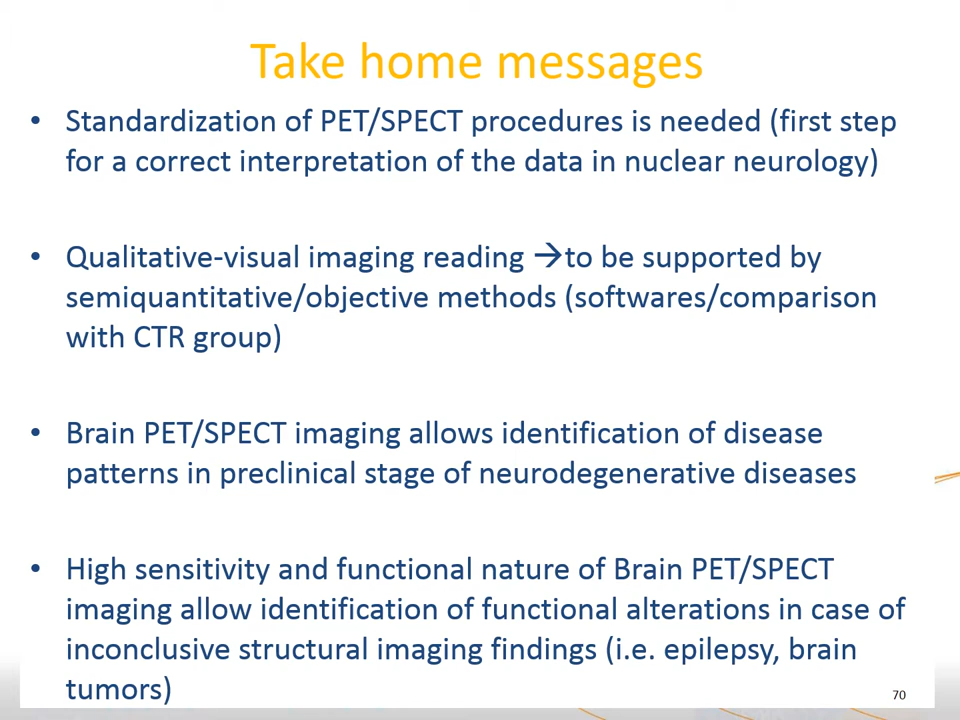 Take home messages
• Standardization of PET/SPECT procedures is needed (first step
for a correct interpretation of the data in nuclear neurology)
• Qualitative-visual imaging reading →to be supported by
semiquantitative/objective methods (softwares/comparison
with CTR group)
• Brain PET/SPECT imaging allows identification of disease
patterns in preclinical stage of neurodegenerative diseases
• High sensitivity and functional nature of Brain PET/SPECT
imaging allow identification of functional alterations in case of
inconclusive structural imaging findings (i.e. epilepsy, brain
tumors)
70